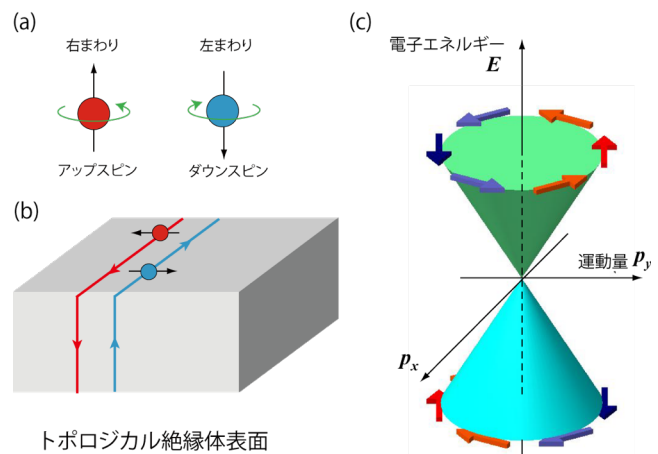 (a)
右まわり
左まわり
アップスピン
ダウンスピン
(b)
トポロジカル絶縁体表面
(c)
電子エネルギー
E
運動量 py
px